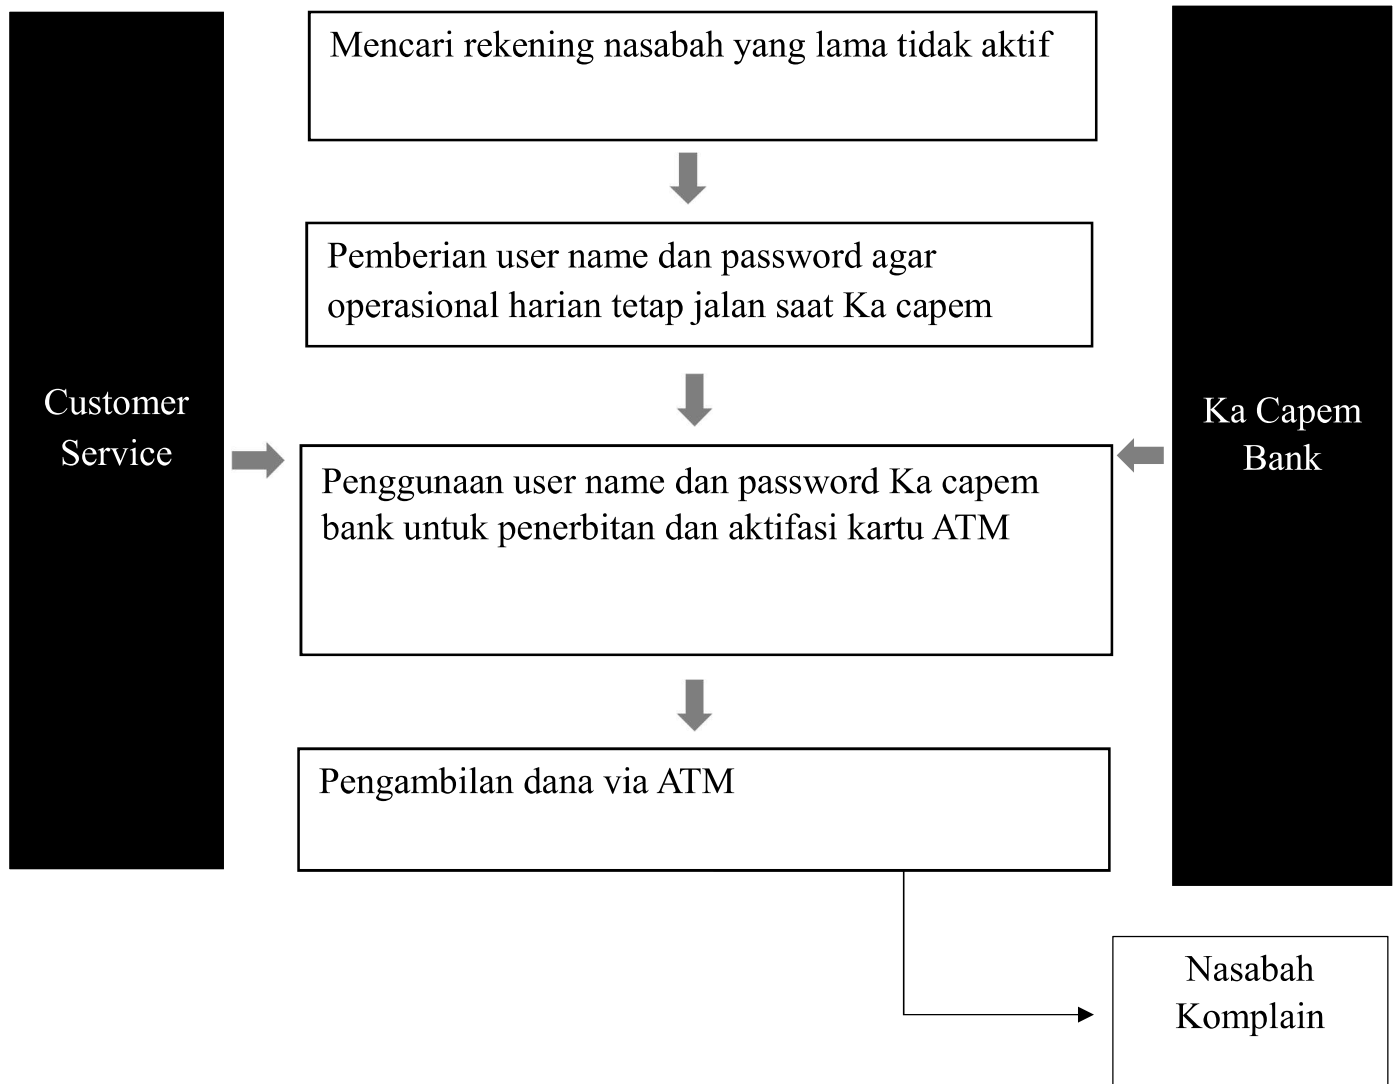 Mencari rekening nasabah yang lama tidak aktif
Pemberian user name dan password agar
operasional harian tetap jalan saat Ka capem
Customer
Service
Ka Capem
Bank
Penggunaan user name dan password Ka capem
bank untuk penerbitan dan aktifasi kartu ATM
Pengambilan dana via ATM
Nasabah
Komplain